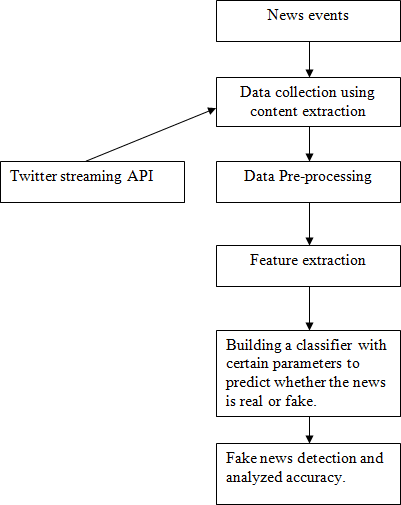 News events
Data collection using
content extraction
Twitter streaming API
Data Pre-processing
Feature extraction
Building a classifier with
certain parameters to
predict whether the news
is real or fake.
Fake news detection and
analyzed accuracy.